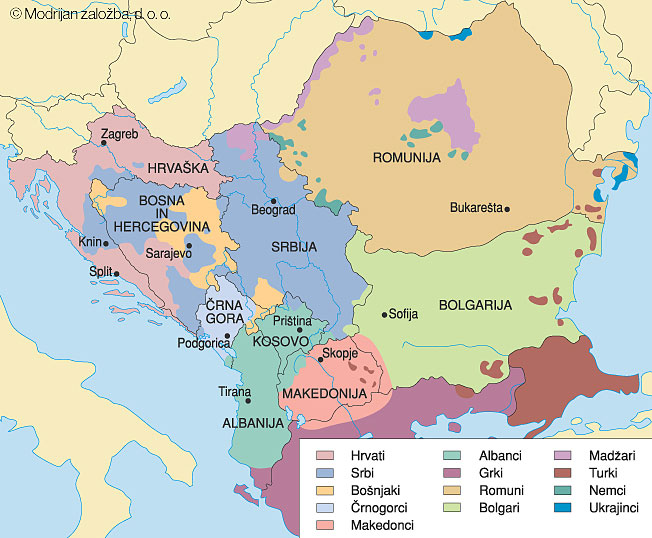 © Modrijan založba, d. o. o.
Zagreb
HRVAŠKA
ROMUNIJA
BOSNA
IN
HERCEGOVINA
Beograd
Bukarešta
Knin
Sarajevo
SRBIJA
Split
ČRNA
GORA
BOLGARIJA
Priština
Sofija
KOSOVO
Podgorica
Skopje
Tirana
MAKEDONIJA
ALBANIJA
Hrvati
Srbi
Bošnjaki
Črnogorci
Makedonci
Albanci
Grki
Romuni
Bolgari
Madžari
Turki
Nemci
Ukrajinci